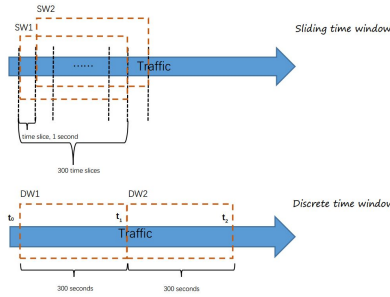 SW2
Sliding time window
SW1
......
Traffic
time slice, 1 second
300 time slices
DW1
DW2
Discrete time window
t₀
t₁
t₂
Traffic
300 seconds
300 seconds